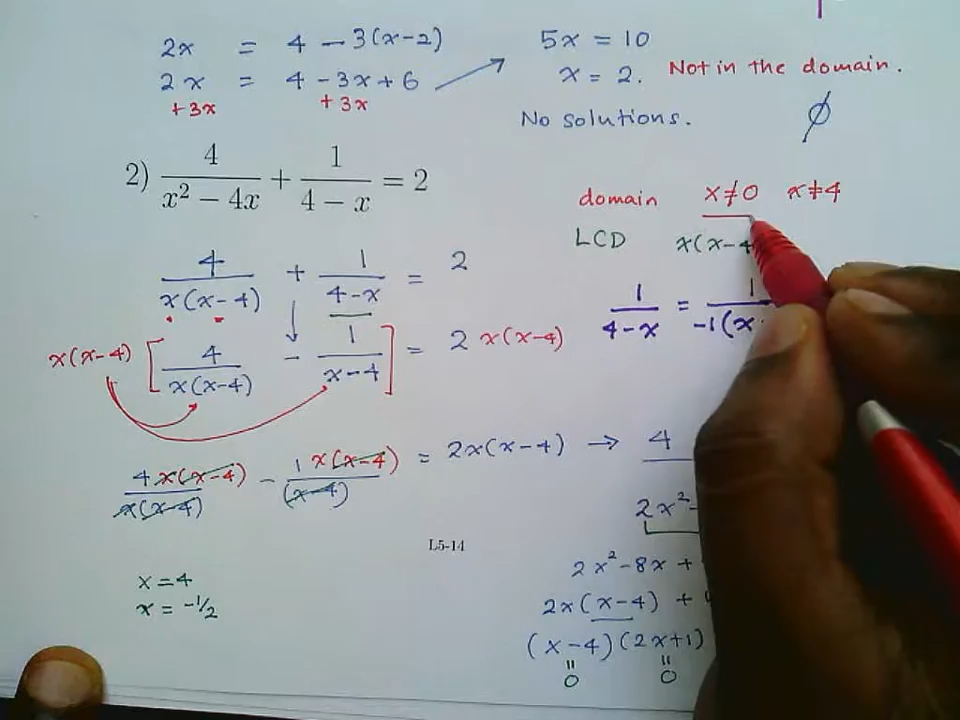 2x = 4 - 3(x-2)
2x = 4 - 3x + 6
+3x +3x
5x = 10
x = 2. Not in the domain.
No solutions. ∅
2) 4/(x² - 4x) + 1/(4 - x) = 2
domain x≠0 x≠4
LCD x(x-4
4/(x(x-4)) + 1/(4-x) = 2
1/(4-x) = 1/(-1(x
x(x-4) [ 4/(x(x-4)) - 1/(x-4) ] = 2 x(x-4)
4x(x-4)/(x(x-4)) - 1x(x-4)/(x-4) = 2x(x-4) → 4
2x²-
L5-14
2x²-8x +
2x(x-4) +
(x-4)(2x+1)
= =
0 0
x=4
x = -1/2